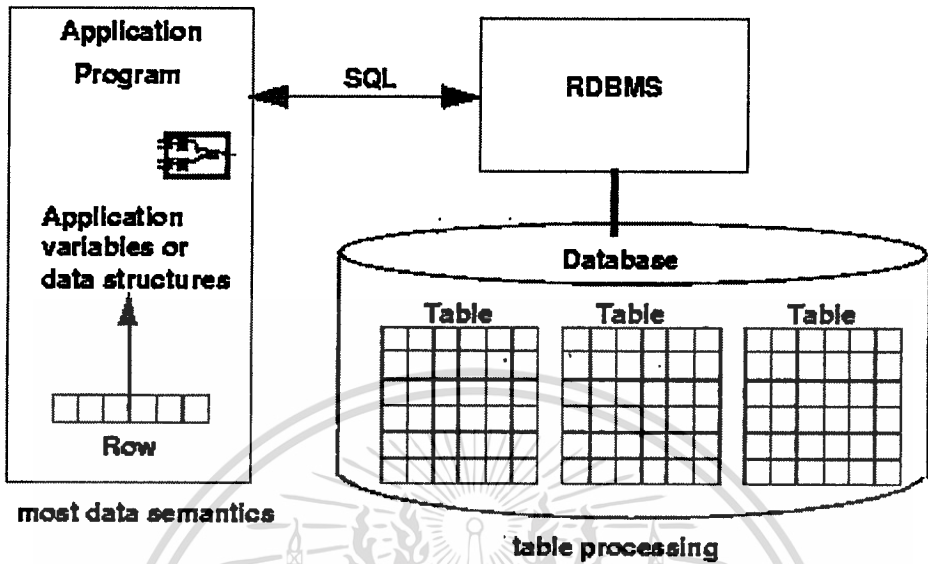 Application
Program
SQL
RDBMS
Application
variables or
data structures
Row
most data semantics
Database
Table
Table
Table
table processing